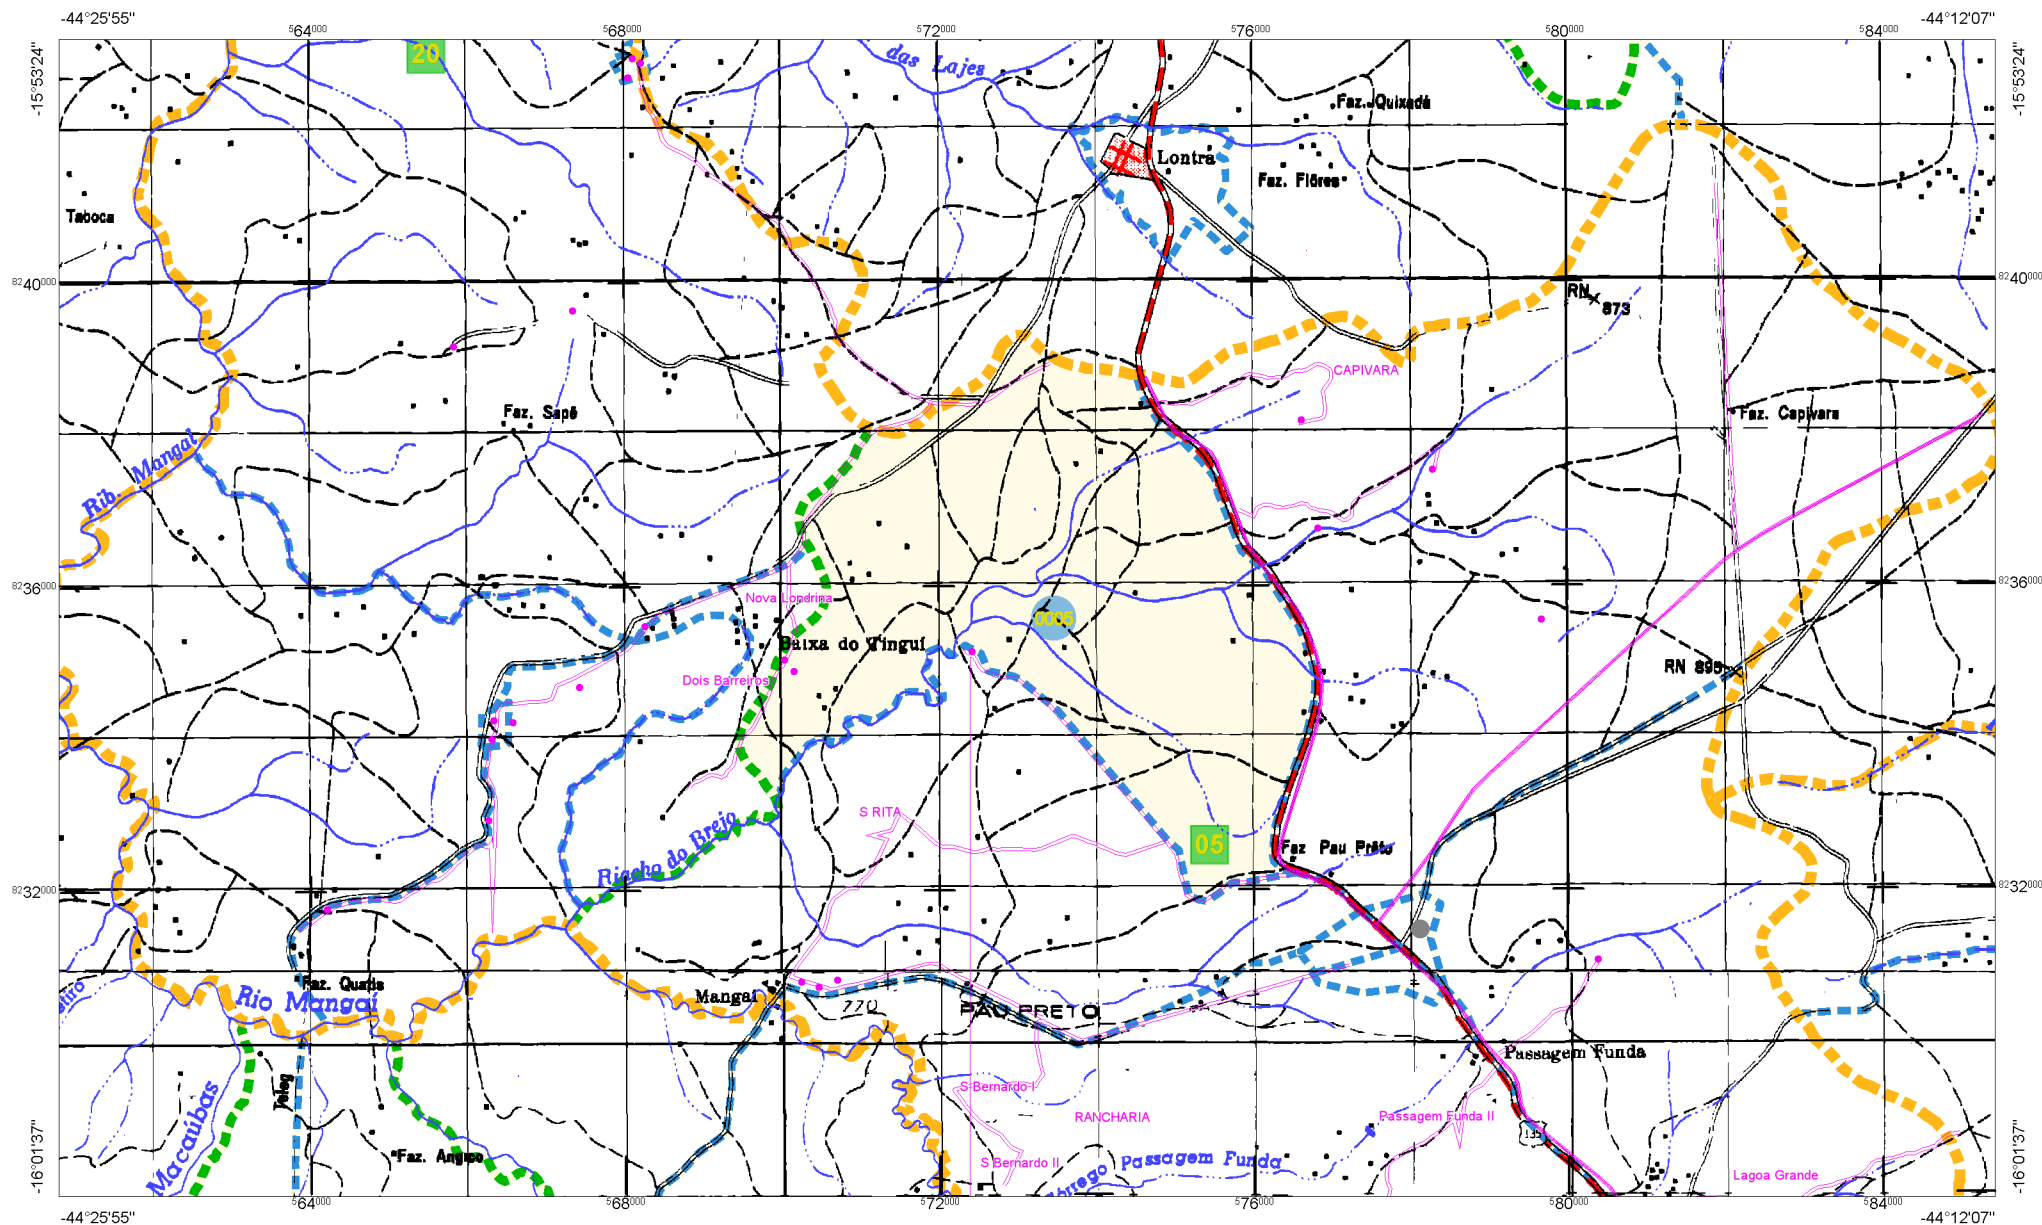 -44°25'55" -44°12'07"
564000 568000 572000 576000 580000 584000
-15°53'24" -15°53'24"
20
das Lajes
Faz. Quixadá
Lontra
Faz. Flôres
Taboca
8240000 8240000
RN 873
CAPIVARA
Faz. Sapé
Faz. Capivara
Rib. Mangal
8236000 8236000
Nova Londrina
0005
Baixa do Tinguí
RN 895
Dois Barreiros
S RITA
05
Faz Pau Prêto
Riacho do Brejo
8232000 8232000
Faz. Quatis
Mangaí
Rio Mangaí
770
PAU PRETO
Passagem Funda
S Bernardo I
RANCHARIA
Passagem Funda II
135
Macaúbas
Faz. Angico
S Bernardo II
Córrego Passagem Funda
Lagoa Grande
-16°01'37" -16°01'37"
564000 568000 572000 576000 580000 584000
-44°25'55" -44°12'07"